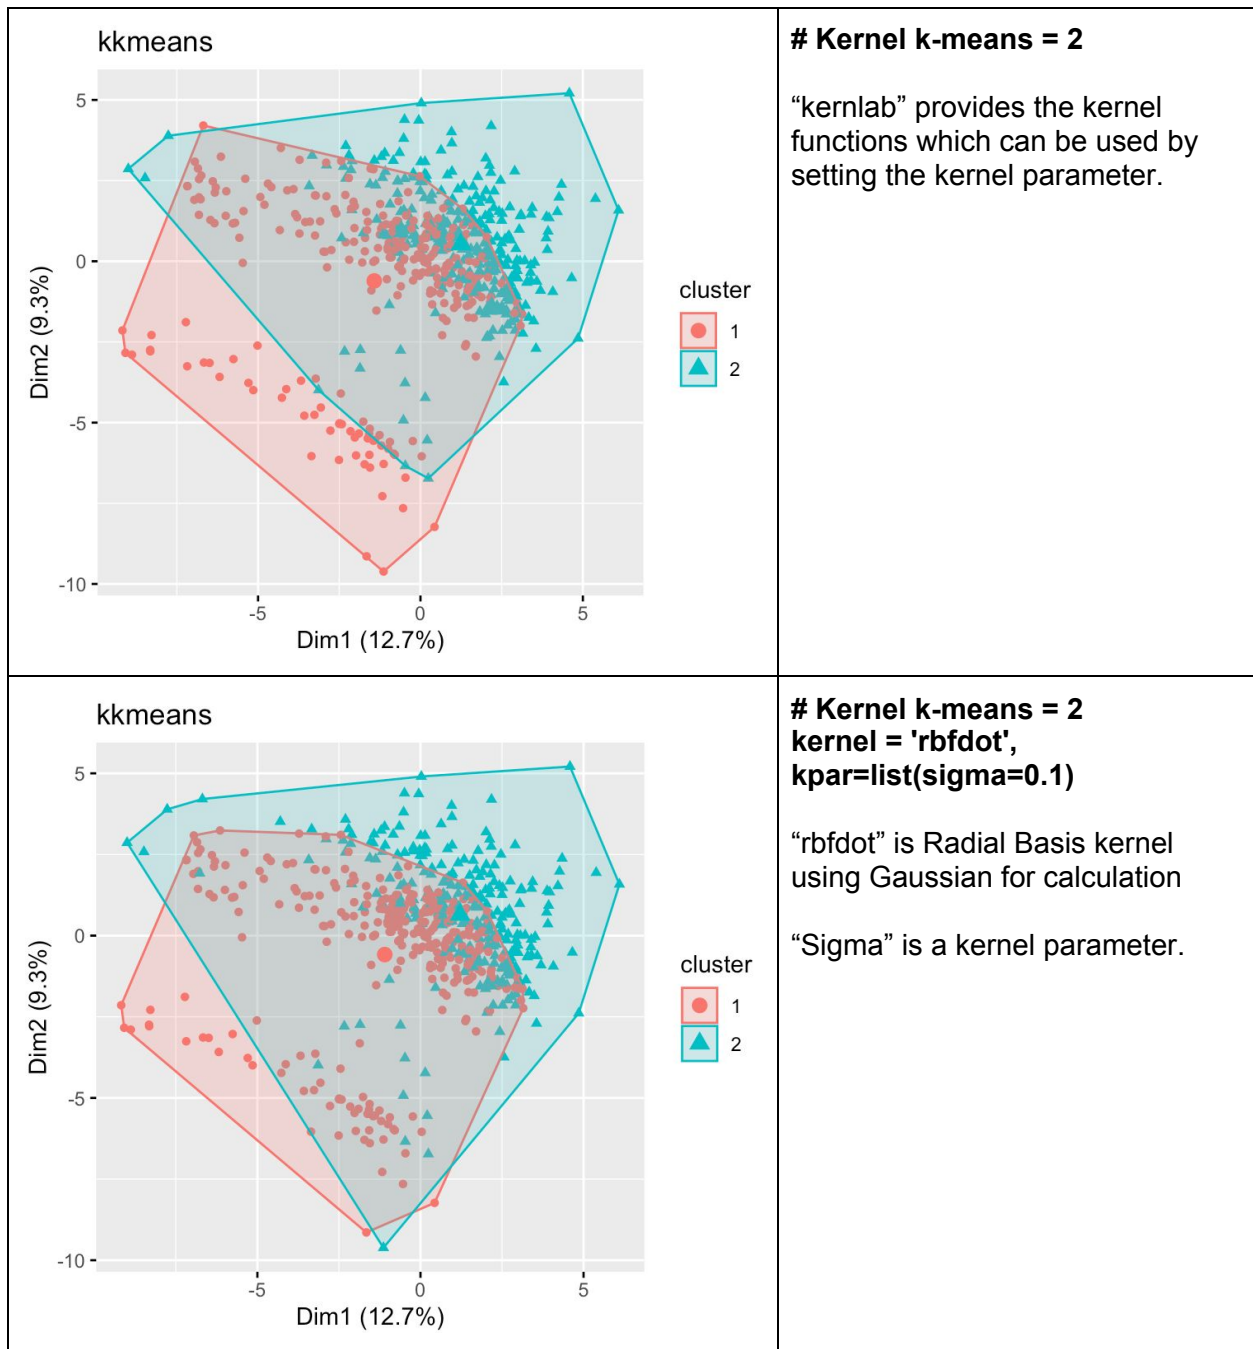 kkmeans
5
0
-5
-10
-5
0
5
Dim1 (12.7%)
Dim2 (9.3%)
cluster
1
2
# Kernel k-means = 2
“kernlab” provides the kernel
functions which can be used by
setting the kernel parameter.
kkmeans
5
0
-5
-10
-5
0
5
Dim1 (12.7%)
Dim2 (9.3%)
cluster
1
2
# Kernel k-means = 2
kernel = 'rbfdot',
kpar=list(sigma=0.1)
“rbfdot” is Radial Basis kernel
using Gaussian for calculation
“Sigma” is a kernel parameter.